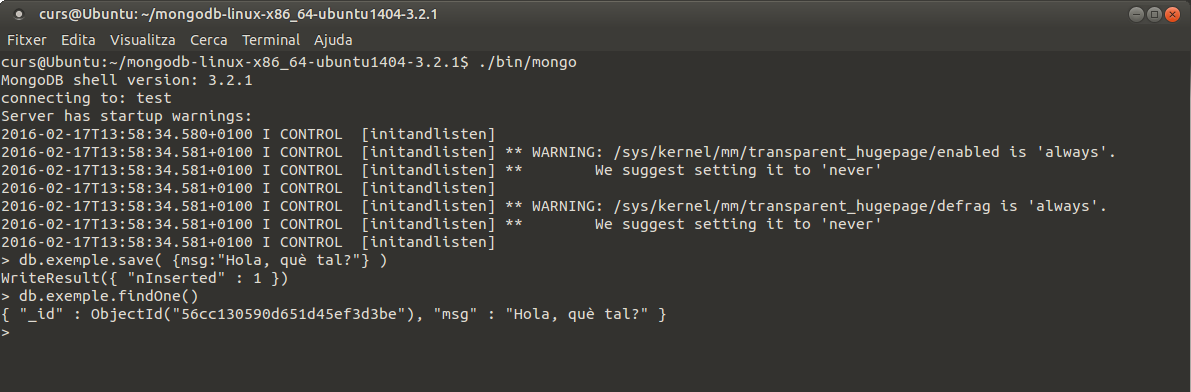 curs@Ubuntu: ~/mongodb-linux-x86_64-ubuntu1404-3.2.1
Fitxer Edita Visualitza Cerca Terminal Ajuda
curs@Ubuntu:~/mongodb-linux-x86_64-ubuntu1404-3.2.1$ ./bin/mongo
MongoDB shell version: 3.2.1
connecting to: test
Server has startup warnings:
2016-02-17T13:58:34.580+0100 I CONTROL  [initandlisten]
2016-02-17T13:58:34.581+0100 I CONTROL  [initandlisten] ** WARNING: /sys/kernel/mm/transparent_hugepage/enabled is 'always'.
2016-02-17T13:58:34.581+0100 I CONTROL  [initandlisten] **        We suggest setting it to 'never'
2016-02-17T13:58:34.581+0100 I CONTROL  [initandlisten]
2016-02-17T13:58:34.581+0100 I CONTROL  [initandlisten] ** WARNING: /sys/kernel/mm/transparent_hugepage/defrag is 'always'.
2016-02-17T13:58:34.581+0100 I CONTROL  [initandlisten] **        We suggest setting it to 'never'
2016-02-17T13:58:34.581+0100 I CONTROL  [initandlisten]
> db.exemple.save( {msg:"Hola, què tal?"} )
WriteResult({ "nInserted" : 1 })
> db.exemple.findOne()
{ "_id" : ObjectId("56cc130590d651d45ef3d3be"), "msg" : "Hola, què tal?" }
>